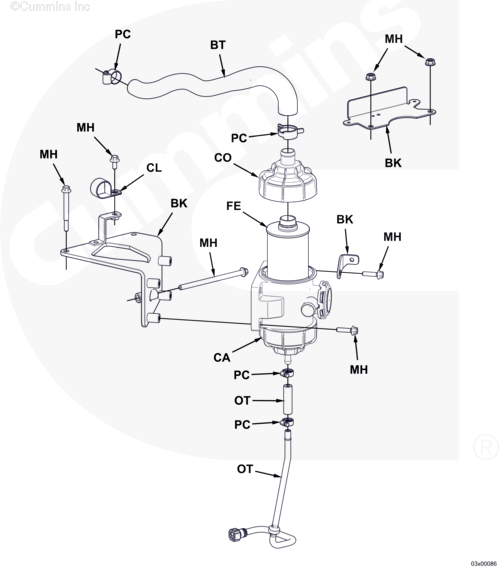 ©Cummins Inc
Cummins
PC
BT
MH
PC
MH
MH
CL
CO
BK
BK
FE
BK
MH
MH
CA
MH
PC
OT
PC
OT
®
03x00086